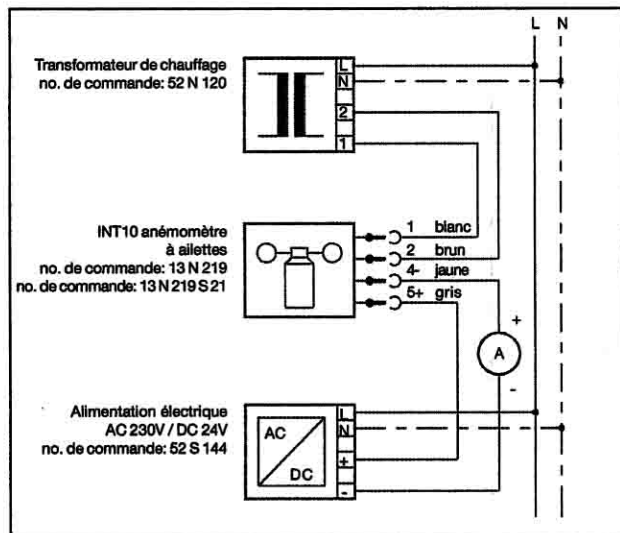 L N
Transformateur de chauffage
no. de commande: 52 N 120
L
N
2
1
INT10 anémomètre
à ailettes
no. de commande: 13 N 219
no. de commande: 13 N 219 S 21
1 blanc
2 brun
4- jaune
5+ gris
+
A
-
Alimentation électrique
AC 230V / DC 24V
no. de commande: 52 S 144
AC
DC
L
N
+
-